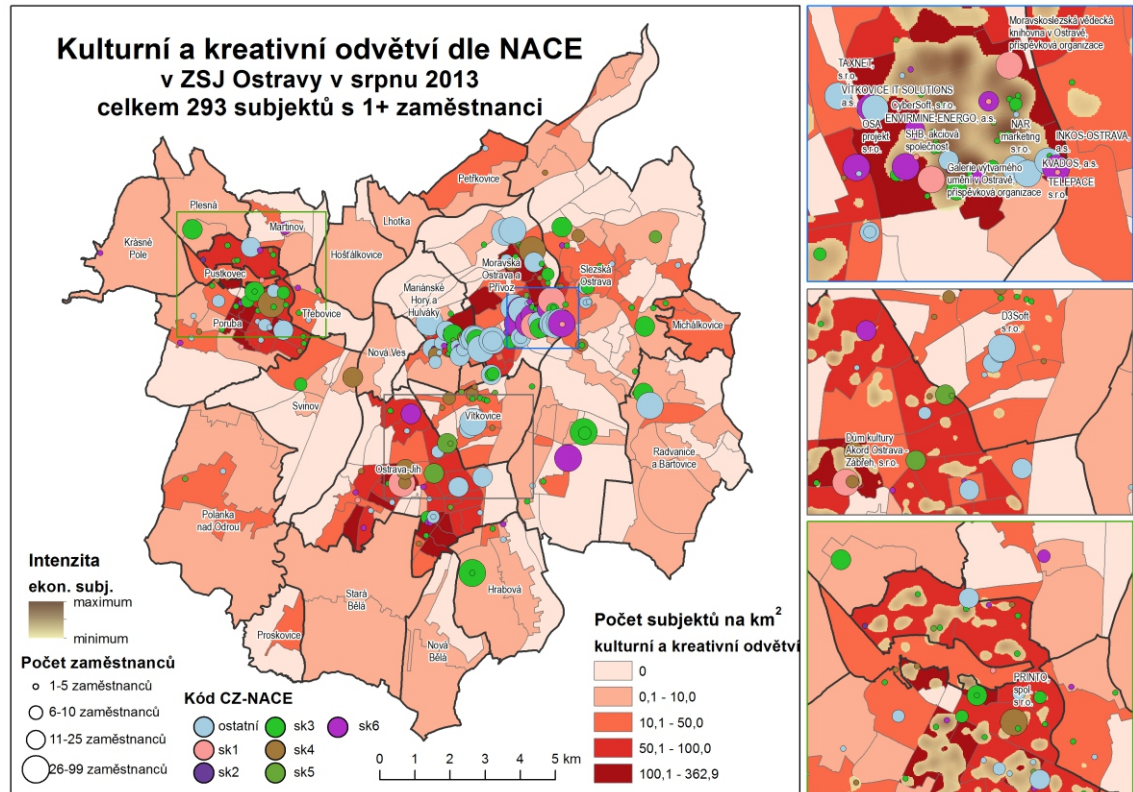 Kulturní a kreativní odvětví dle NACE
v ZSJ Ostravy v srpnu 2013
celkem 293 subjektů s 1+ zaměstnanci
Petřkovice
Plesná
Martinov
Lhotka
Krásné
Pole
Hošťálkovice
Pustkovec
Moravská
Ostrava a
Přívoz
Slezská
Ostrava
Mariánské
Hory a
Hulváky
Třebovice
Poruba
Michálkovice
Nová Ves
Svinov
Vítkovice
Radvanice
a Bartovice
Ostrava-Jih
Polanka
nad Odrou
Hrabová
Stará
Bělá
Proskovice
Nová
Bělá
Intenzita
ekon. subj.
maximum
minimum
Počet zaměstnanců
1-5 zaměstnanců
6-10 zaměstnanců
11-25 zaměstnanců
26-99 zaměstnanců
Kód CZ-NACE
ostatní
sk1
sk2
sk3
sk4
sk5
sk6
0 1 2 3 4 5 km
Počet subjektů na km²
kulturní a kreativní odvětví
0
0,1 - 10,0
10,1 - 50,0
50,1 - 100,0
100,1 - 362,9
Moravskoslezská vědecká
knihovna v Ostravě,
příspěvková organizace
TAXNET,
s.r.o.
VÍTKOVICE IT SOLUTIONS
a.s.
CyberSoft, s.r.o.
ENVIRMINE-ENERGO, a.s.
OSA
projekt
s.r.o.
SHB, akciová
společnost
NAR
marketing
s.r.o.
INKOS-OSTRAVA,
a.s.
KVADOS, a.s.
TELEPACE
s.r.o.
Galerie výtvarného
umění v Ostravě,
příspěvková organizace
D3Soft
s.r.o.
Dům kultury
Akord Ostrava -
Zábřeh, s.r.o.
PRINTO,
spol.
s r.o.